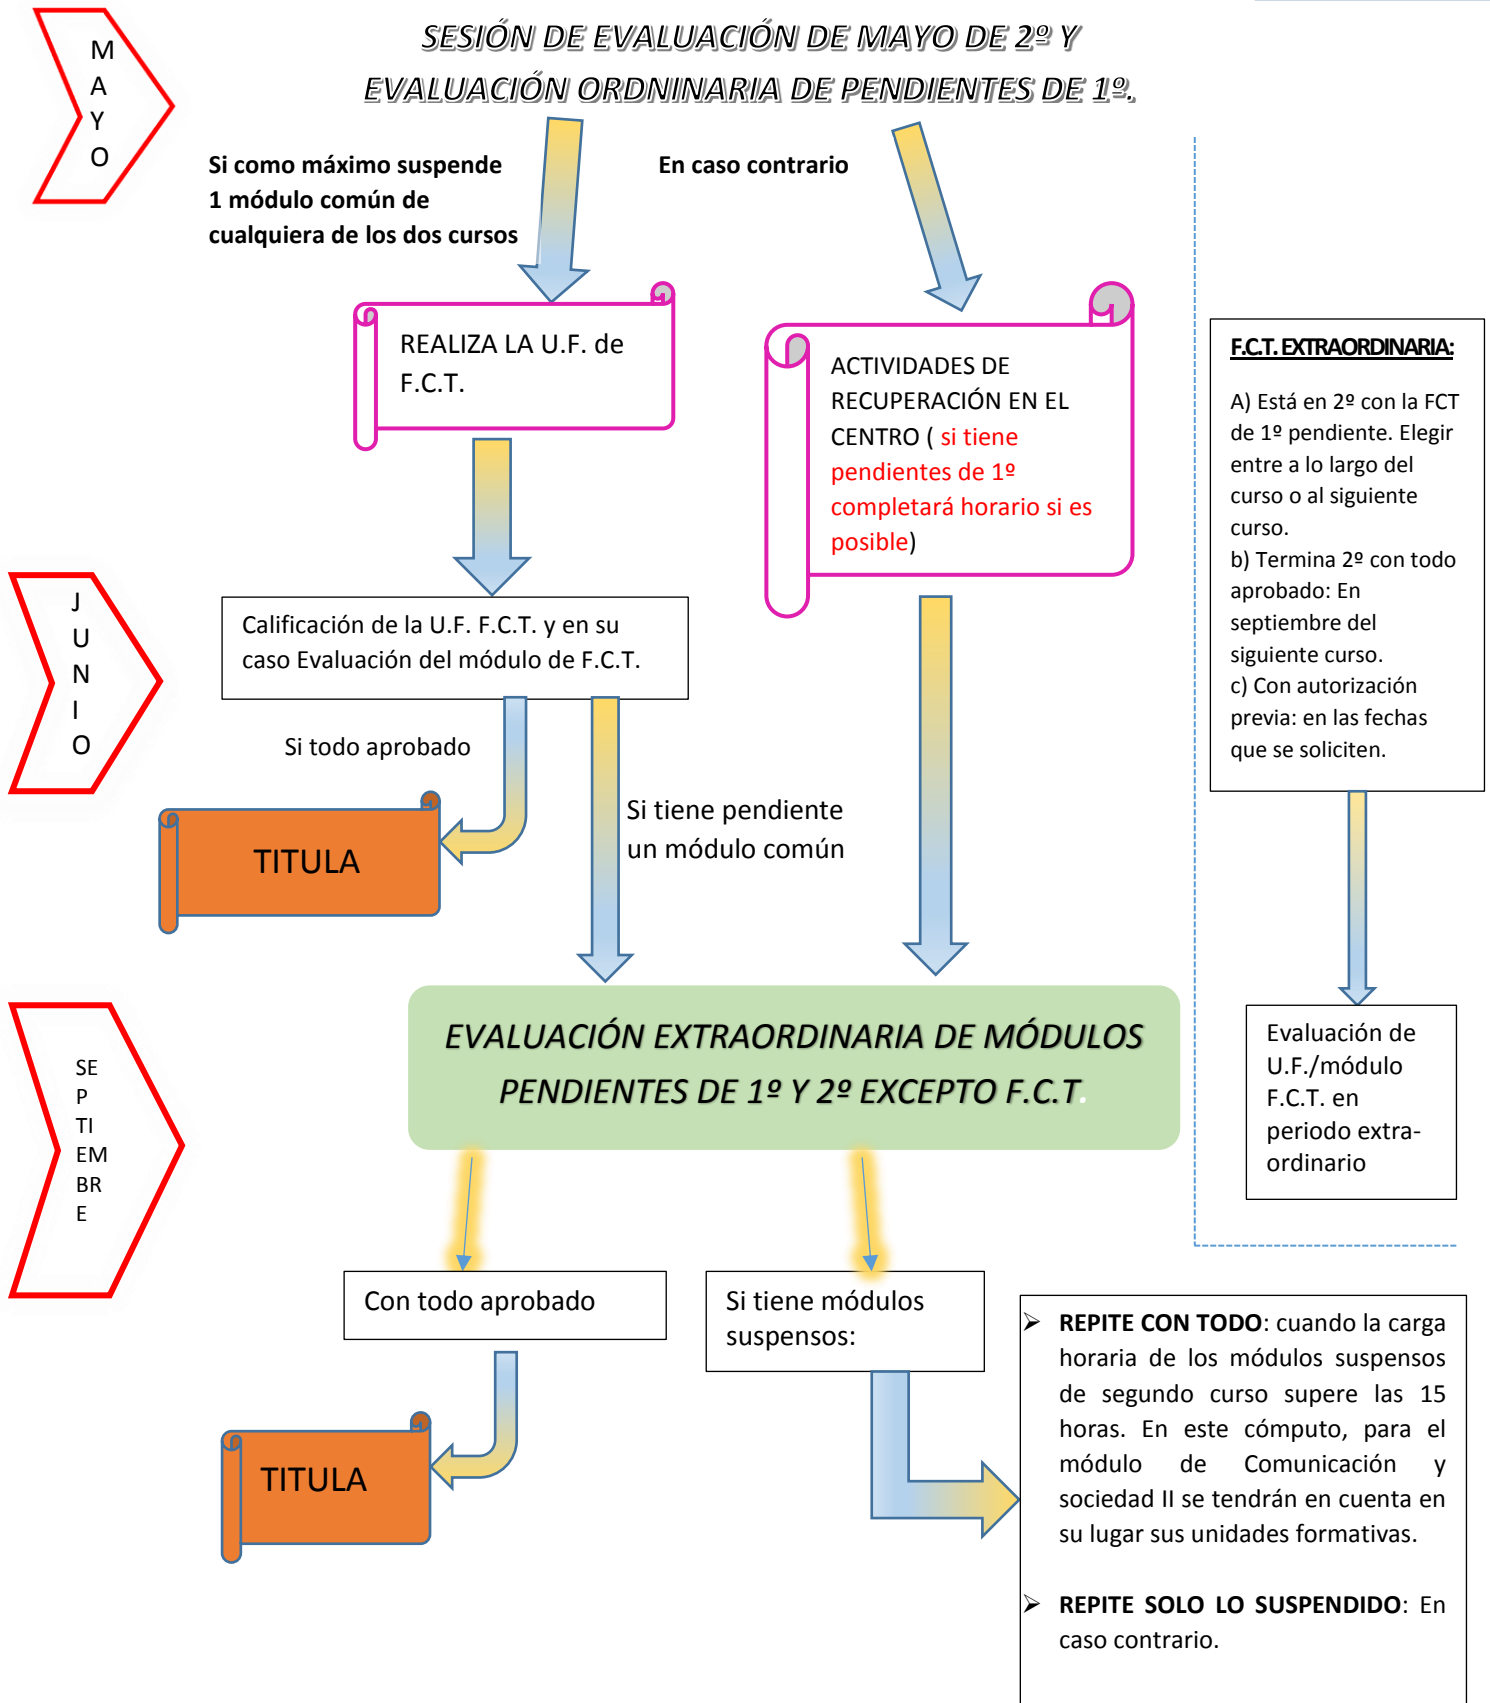 M
A
Y
O
SESIÓN DE EVALUACIÓN DE MAYO DE 2º Y
EVALUACIÓN ORDNINARIA DE PENDIENTES DE 1º.
Si como máximo suspende
1 módulo común de
cualquiera de los dos cursos
En caso contrario
REALIZA LA U.F. de
F.C.T.
ACTIVIDADES DE
RECUPERACIÓN EN EL
CENTRO ( si tiene
pendientes de 1º
completará horario si es
posible)
F.C.T. EXTRAORDINARIA:
A) Está en 2º con la FCT
de 1º pendiente. Elegir
entre a lo largo del
curso o al siguiente
curso.
b) Termina 2º con todo
aprobado: En
septiembre del
siguiente curso.
c) Con autorización
previa: en las fechas
que se soliciten.
J
U
N
I
O
Calificación de la U.F. F.C.T. y en su
caso Evaluación del módulo de F.C.T.
Si todo aprobado
Si tiene pendiente
un módulo común
TITULA
SE
P
TI
EM
BR
E
EVALUACIÓN EXTRAORDINARIA DE MÓDULOS
PENDIENTES DE 1º Y 2º EXCEPTO F.C.T.
Evaluación de
U.F./módulo
F.C.T. en
periodo extra-
ordinario
Con todo aprobado
Si tiene módulos
suspensos:
TITULA
➢ REPITE CON TODO: cuando la carga
horaria de los módulos suspensos
de segundo curso supere las 15
horas. En este cómputo, para el
módulo de Comunicación y
sociedad II se tendrán en cuenta en
su lugar sus unidades formativas.
➢ REPITE SOLO LO SUSPENDIDO: En
caso contrario.